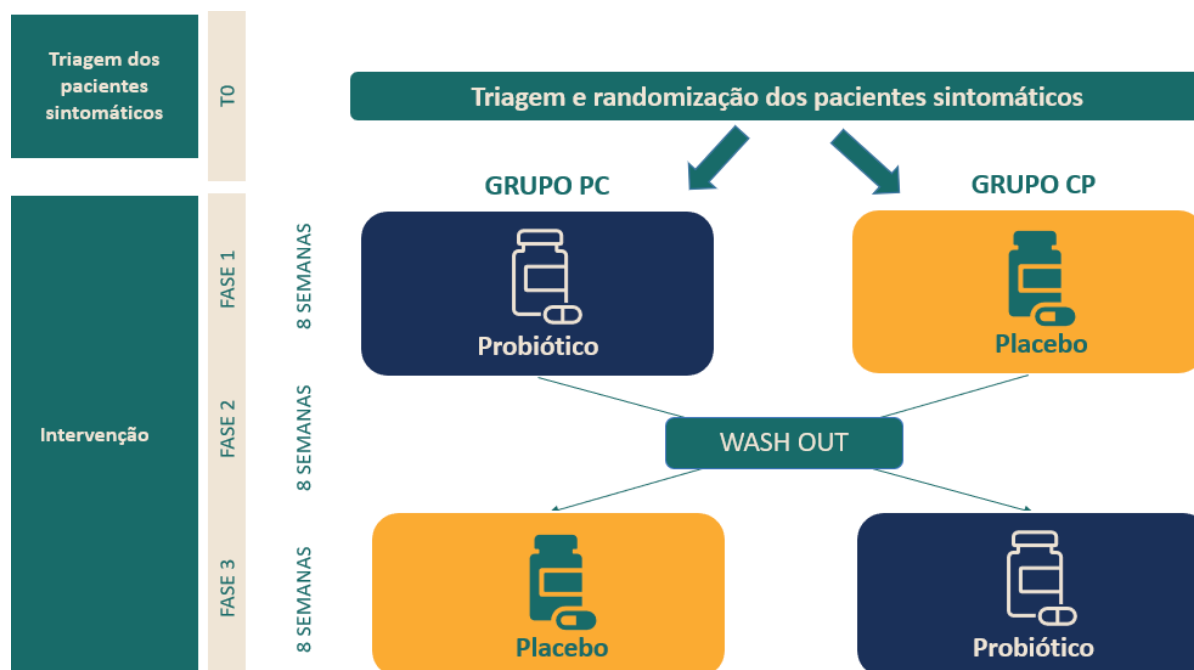 Triagem dos
pacientes
sintomáticos
T0
Triagem e randomização dos pacientes sintomáticos
GRUPO PC
GRUPO CP
Intervenção
FASE 1
8 SEMANAS
Probiótico
Placebo
FASE 2
8 SEMANAS
WASH OUT
FASE 3
8 SEMANAS
Placebo
Probiótico